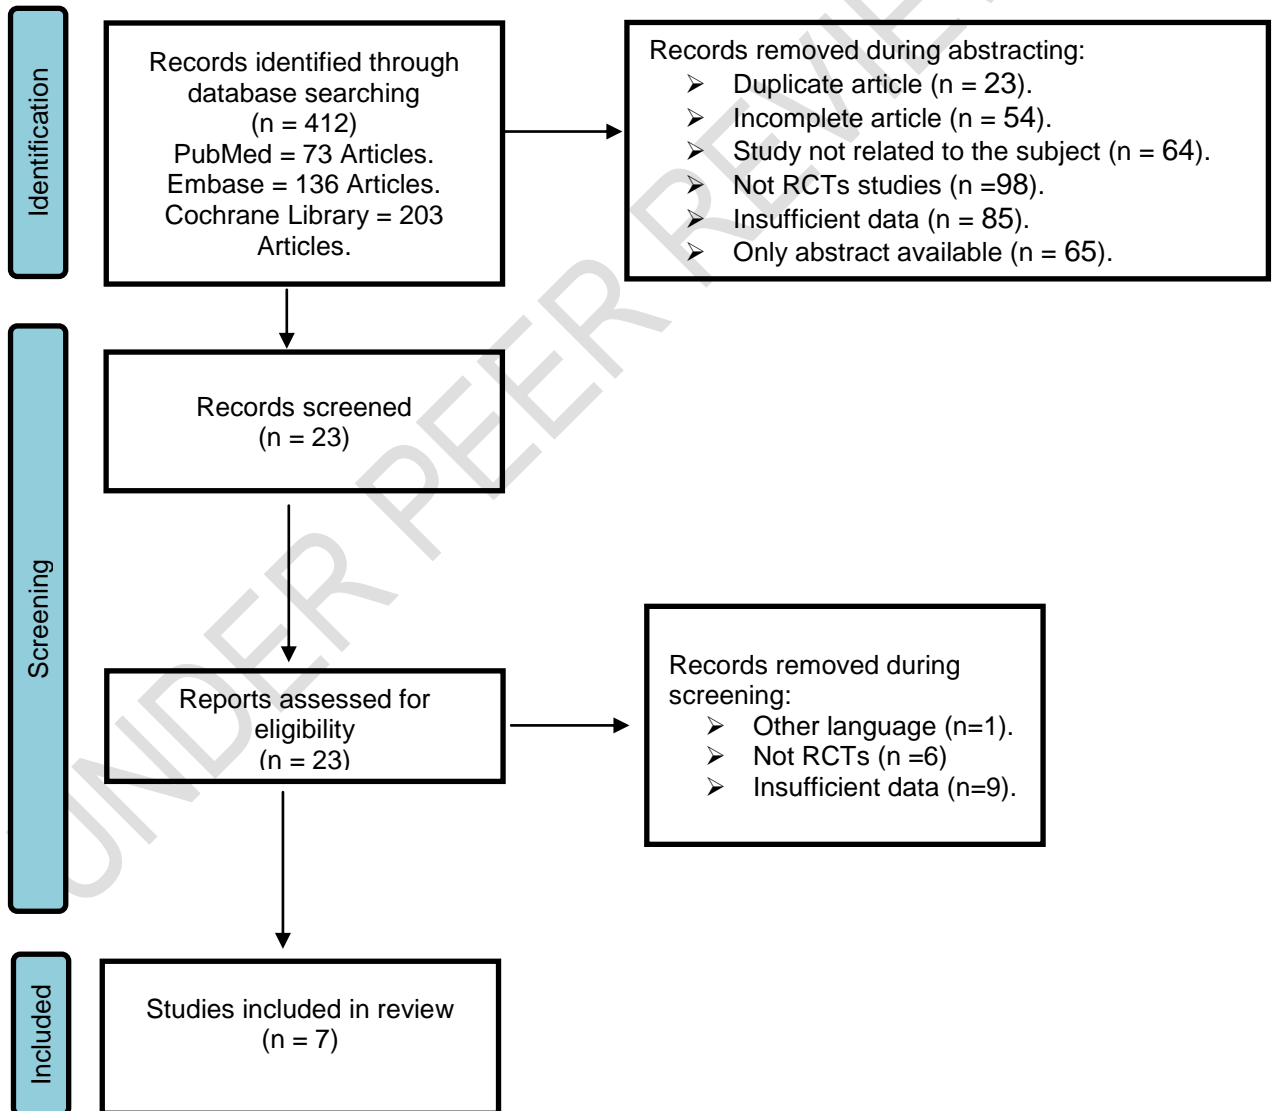 Identification
Records identified through
database searching
(n = 412)
PubMed = 73 Articles.
Embase = 136 Articles.
Cochrane Library = 203
Articles.
Records removed during abstracting:
➢ Duplicate article (n = 23).
➢ Incomplete article (n = 54).
➢ Study not related to the subject (n = 64).
➢ Not RCTs studies (n =98).
➢ Insufficient data (n = 85).
➢ Only abstract available (n = 65).
Screening
Records screened
(n = 23)
Reports assessed for
eligibility
(n = 23)
Records removed during
screening:
➢ Other language (n=1).
➢ Not RCTs (n =6)
➢ Insufficient data (n=9).
Included
Studies included in review
(n = 7)
UNDER PEER REVIEW